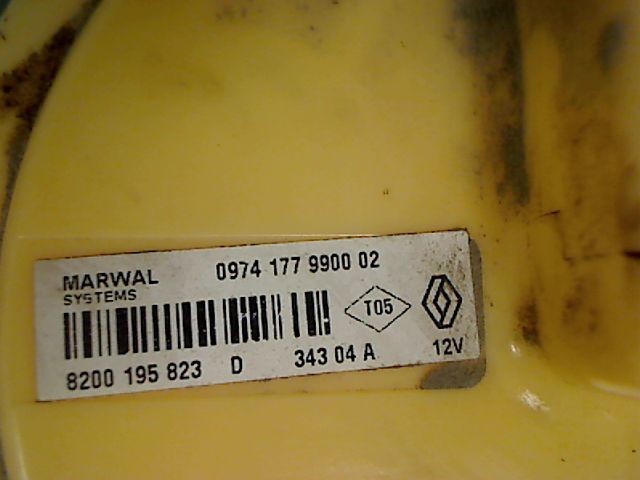 MARWAL 0974 177 9900 02
SYSTEMS
T05
8200 195 823 D 343 04 A 12V